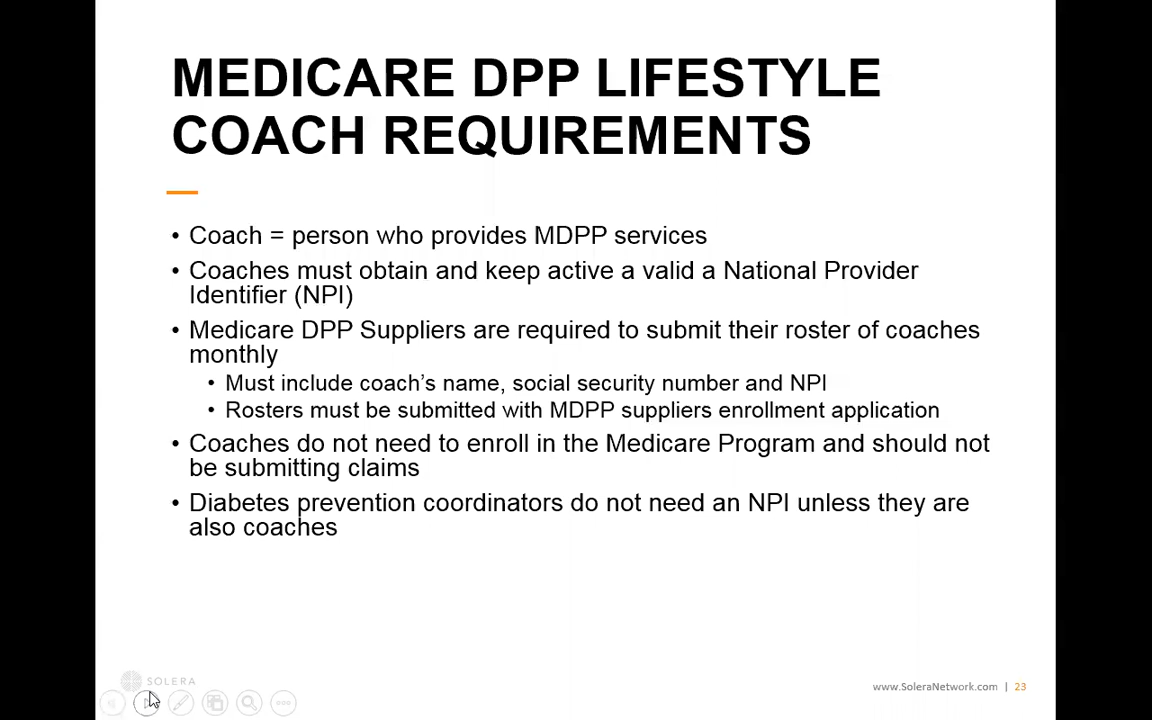 MEDICARE DPP LIFESTYLE
COACH REQUIREMENTS
• Coach = person who provides MDPP services
• Coaches must obtain and keep active a valid a National Provider
Identifier (NPI)
• Medicare DPP Suppliers are required to submit their roster of coaches
monthly
• Must include coach’s name, social security number and NPI
• Rosters must be submitted with MDPP suppliers enrollment application
• Coaches do not need to enroll in the Medicare Program and should not
be submitting claims
• Diabetes prevention coordinators do not need an NPI unless they are
also coaches
SOLERA
www.SoleraNetwork.com | 23